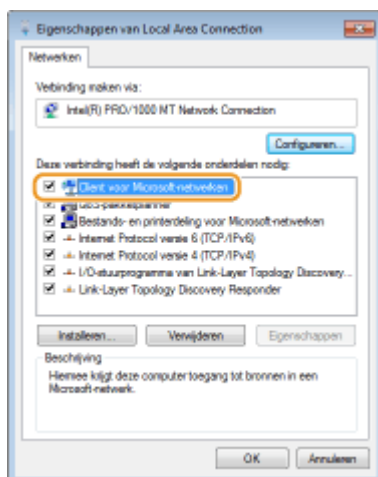 Eigenschappen van Local Area Connection
Netwerken
Verbinding maken via:
Intel(R) PRO/1000 MT Network Connection
Configureren...
Deze verbinding heeft de volgende onderdelen nodig:
Client voor Microsoft-netwerken
QoS-pakketplanner
Bestands- en printerdeling voor Microsoft-netwerken
Internet Protocol versie 6 (TCP/IPv6)
Internet Protocol versie 4 (TCP/IPv4)
I/O-stuurprogramma van Link-Layer Topology Discovery...
Link-Layer Topology Discovery Responder
Installeren...
Verwijderen
Eigenschappen
Beschrijving
Hiermee krijgt deze computer toegang tot bronnen in een
Microsoft-netwerk.
OK
Annuleren